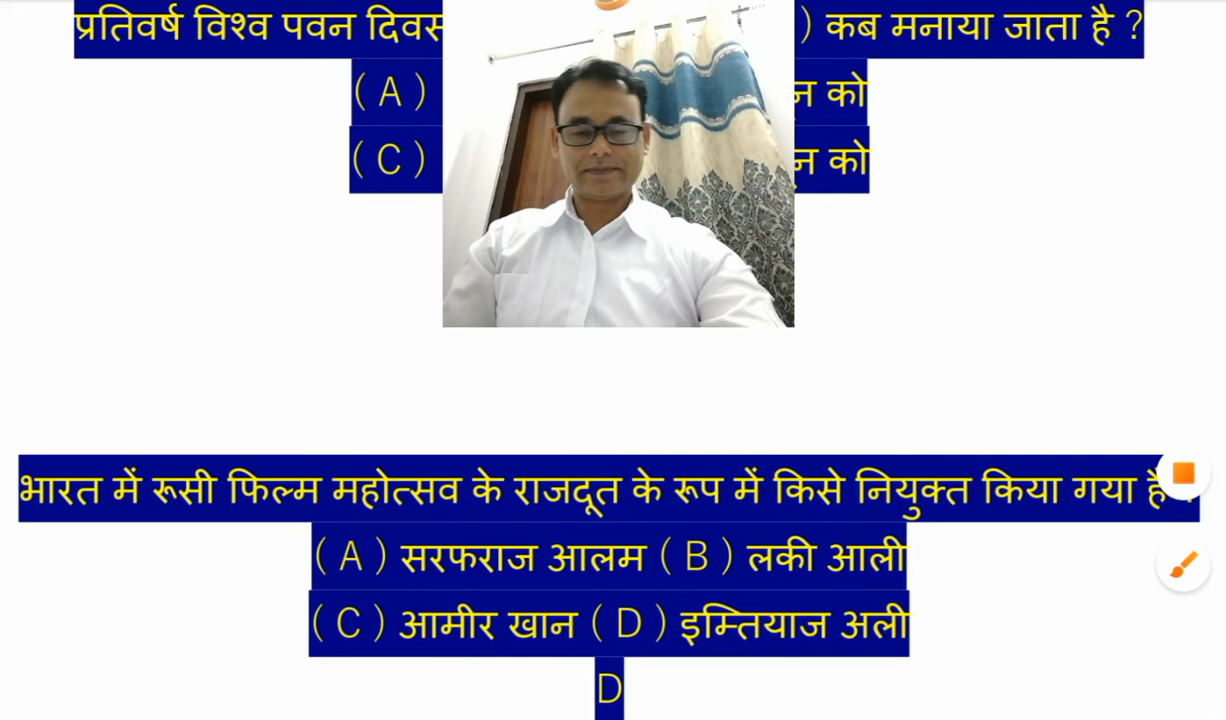 प्रतिवर्ष विश्व पवन दिवस ) कब मनाया जाता है ?
( A ) को
( C ) को
भारत में रूसी फिल्म महोत्सव के राजदूत के रूप में किसे नियुक्त किया गया है
( A ) सरफराज आलम ( B ) लकी आली
( C ) आमीर खान ( D ) इम्तियाज अली
D